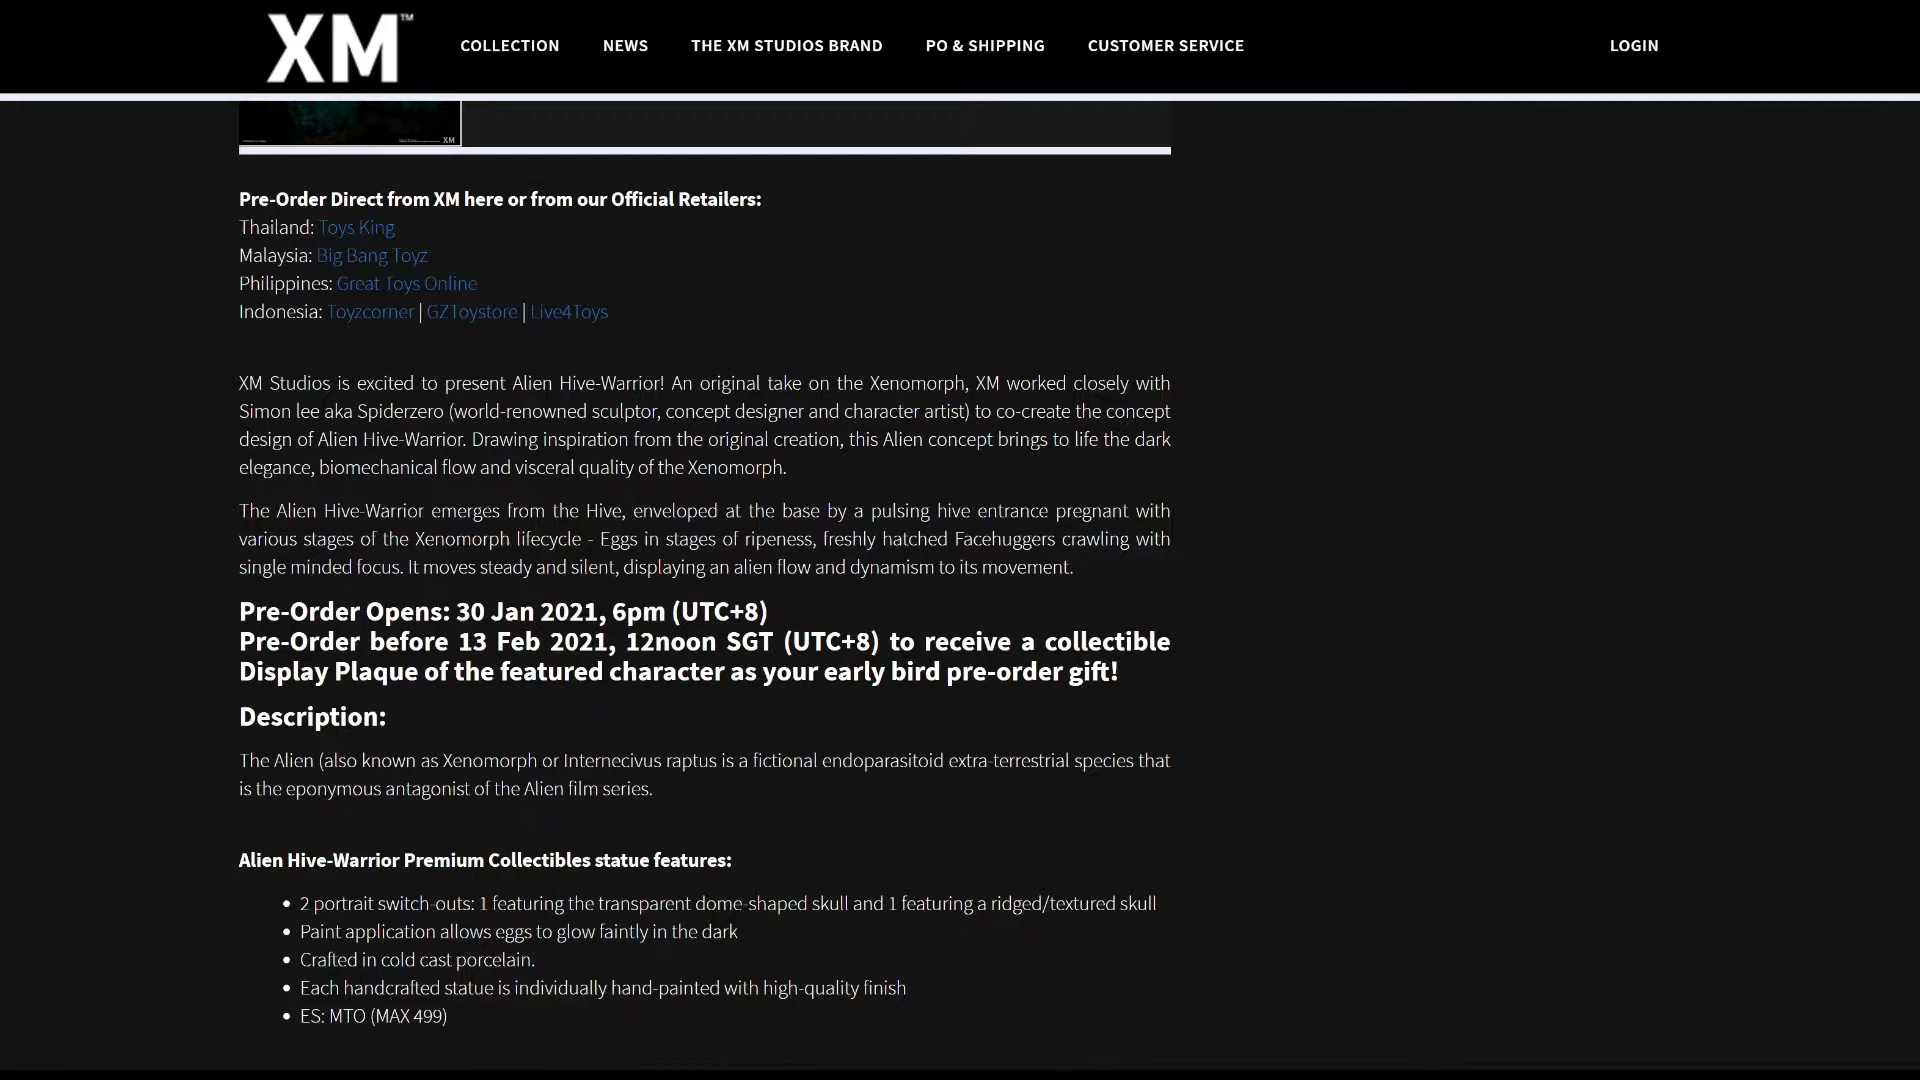 XM™
COLLECTION
NEWS
THE XM STUDIOS BRAND
PO & SHIPPING
CUSTOMER SERVICE
LOGIN
XM
Pre-Order Direct from XM here or from our Official Retailers:
Thailand: Toys King
Malaysia: Big Bang Toyz
Philippines: Great Toys Online
Indonesia: Toyzcorner | GZToystore | Live4Toys
XM Studios is excited to present Alien Hive-Warrior! An original take on the Xenomorph, XM worked closely with
Simon lee aka Spiderzero (world-renowned sculptor, concept designer and character artist) to co-create the concept
design of Alien Hive-Warrior. Drawing inspiration from the original creation, this Alien concept brings to life the dark
elegance, biomechanical flow and visceral quality of the Xenomorph.
The Alien Hive-Warrior emerges from the Hive, enveloped at the base by a pulsing hive entrance pregnant with
various stages of the Xenomorph lifecycle - Eggs in stages of ripeness, freshly hatched Facehuggers crawling with
single minded focus. It moves steady and silent, displaying an alien flow and dynamism to its movement.
Pre-Order Opens: 30 Jan 2021, 6pm (UTC+8)
Pre-Order before 13 Feb 2021, 12noon SGT (UTC+8) to receive a collectible
Display Plaque of the featured character as your early bird pre-order gift!
Description:
The Alien (also known as Xenomorph or Internecivus raptus is a fictional endoparasitoid extra-terrestrial species that
is the eponymous antagonist of the Alien film series.
Alien Hive-Warrior Premium Collectibles statue features:
• 2 portrait switch-outs: 1 featuring the transparent dome-shaped skull and 1 featuring a ridged/textured skull
• Paint application allows eggs to glow faintly in the dark
• Crafted in cold cast porcelain.
• Each handcrafted statue is individually hand-painted with high-quality finish
• ES: MTO (MAX 499)